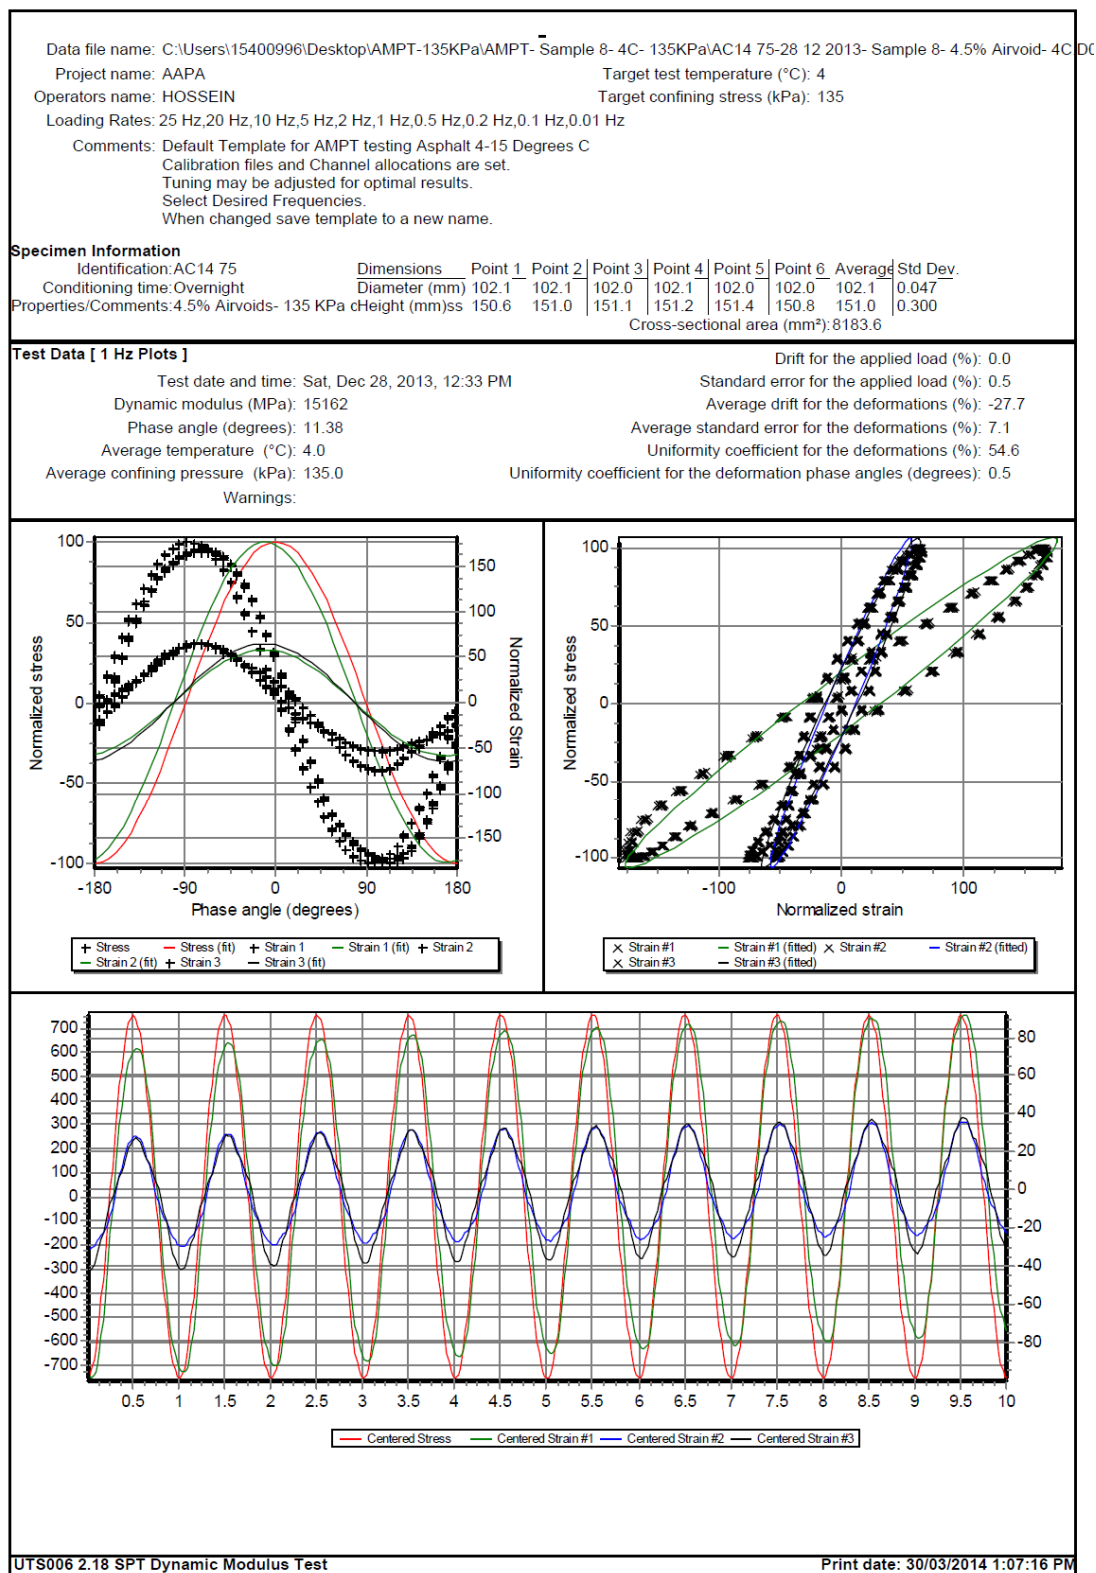 Data file name: C:\Users\15400996\Desktop\AMPT-135KPa\AMPT- Sample 8- 4C- 135KPa\AC14 75-28 12 2013- Sample 8- 4.5% Airvoid- 4C.D0
Project name: AAPA Target test temperature (°C): 4
Operators name: HOSSEIN Target confining stress (kPa): 135
Loading Rates: 25 Hz,20 Hz,10 Hz,5 Hz,2 Hz,1 Hz,0.5 Hz,0.2 Hz,0.1 Hz,0.01 Hz
Comments: Default Template for AMPT testing Asphalt 4-15 Degrees C
Calibration files and Channel allocations are set.
Tuning may be adjusted for optimal results.
Select Desired Frequencies.
When changed save template to a new name.
Specimen Information
Identification: AC14 75 Dimensions Point 1 Point 2 Point 3 Point 4 Point 5 Point 6 Average Std Dev.
Conditioning time: Overnight Diameter (mm) 102.1 102.1 102.0 102.1 102.0 102.0 102.1 0.047
Properties/Comments: 4.5% Airvoids- 135 KPa cHeight (mm)ss 150.6 151.0 151.1 151.2 151.4 150.8 151.0 0.300
Cross-sectional area (mm²): 8183.6
Test Data [ 1 Hz Plots ] Drift for the applied load (%): 0.0
Test date and time: Sat, Dec 28, 2013, 12:33 PM Standard error for the applied load (%): 0.5
Dynamic modulus (MPa): 15162 Average drift for the deformations (%): -27.7
Phase angle (degrees): 11.38 Average standard error for the deformations (%): 7.1
Average temperature (°C): 4.0 Uniformity coefficient for the deformations (%): 54.6
Average confining pressure (kPa): 135.0 Uniformity coefficient for the deformation phase angles (degrees): 0.5
Warnings:
100 50 0 -50 -100
Normalized stress
150 100 50 0 -50 -100 -150
Normalized Strain
-180 -90 0 90 180
Phase angle (degrees)
Stress Stress (fit) Strain 1 Strain 1 (fit) Strain 2
Strain 2 (fit) Strain 3 Strain 3 (fit)
100 50 0 -50 -100
Normalized stress
-100 0 100
Normalized strain
Strain #1 Strain #1 (fitted) Strain #2 Strain #2 (fitted)
Strain #3 Strain #3 (fitted)
700 600 500 400 300 200 100 0 -100 -200 -300 -400 -500 -600 -700
80 60 40 20 0 -20 -40 -60 -80
0.5 1 1.5 2 2.5 3 3.5 4 4.5 5 5.5 6 6.5 7 7.5 8 8.5 9 9.5 10
Centered Stress Centered Strain #1 Centered Strain #2 Centered Strain #3
UTS006 2.18 SPT Dynamic Modulus Test Print date: 30/03/2014 1:07:16 PM